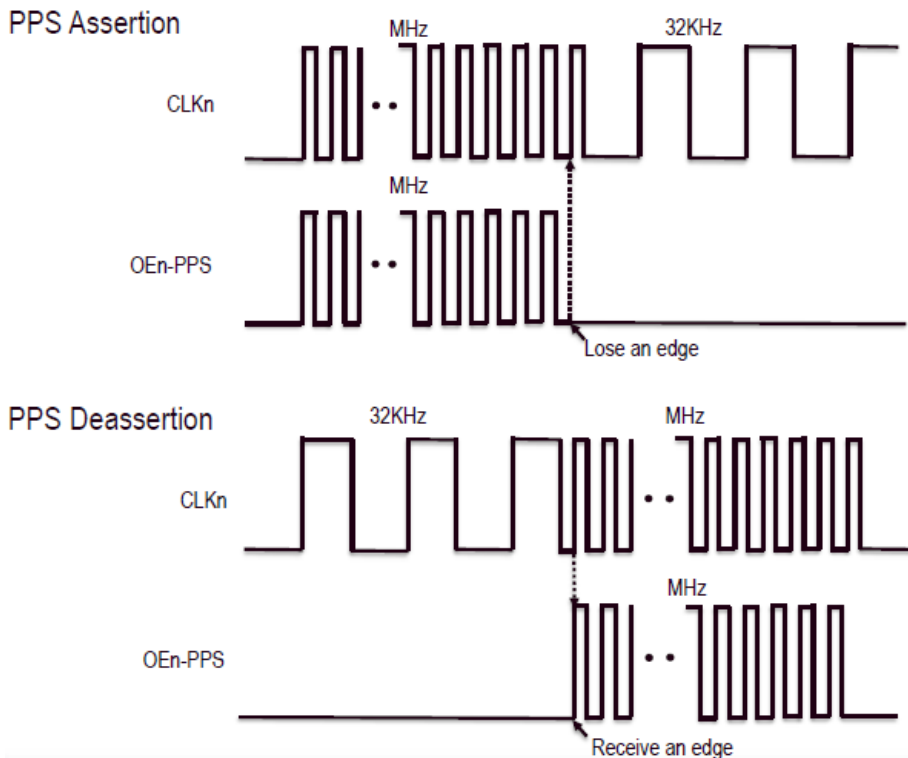 PPS Assertion
MHz
32KHz
CLKn
MHz
OEn-PPS
Lose an edge
PPS Deassertion
32KHz
MHz
CLKn
MHz
OEn-PPS
Receive an edge